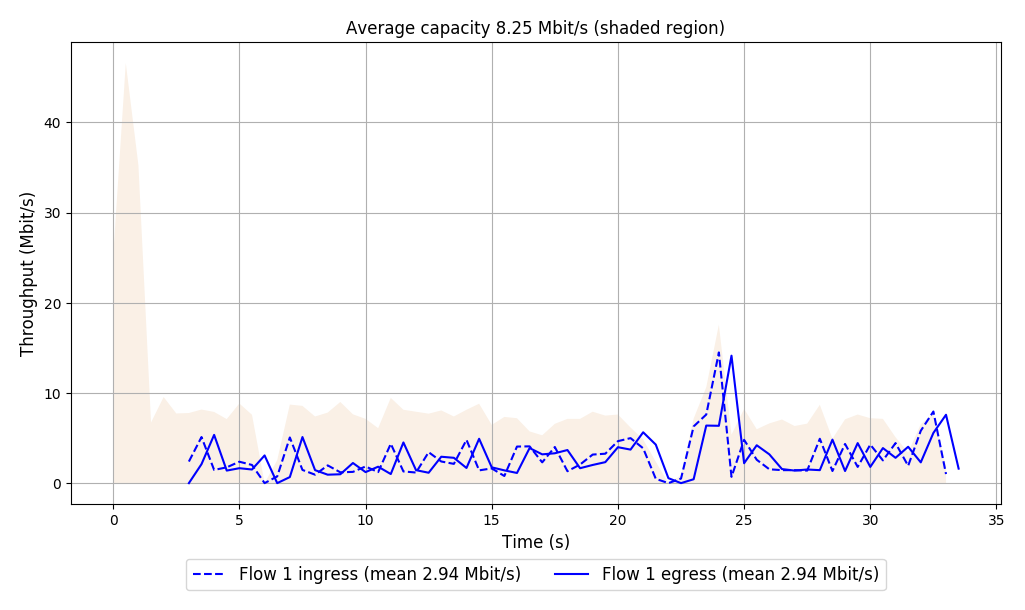 Average capacity 8.25 Mbit/s (shaded region)
Throughput (Mbit/s)
40
30
20
10
0
0 5 10 15 20 25 30 35
Time (s)
Flow 1 ingress (mean 2.94 Mbit/s) Flow 1 egress (mean 2.94 Mbit/s)